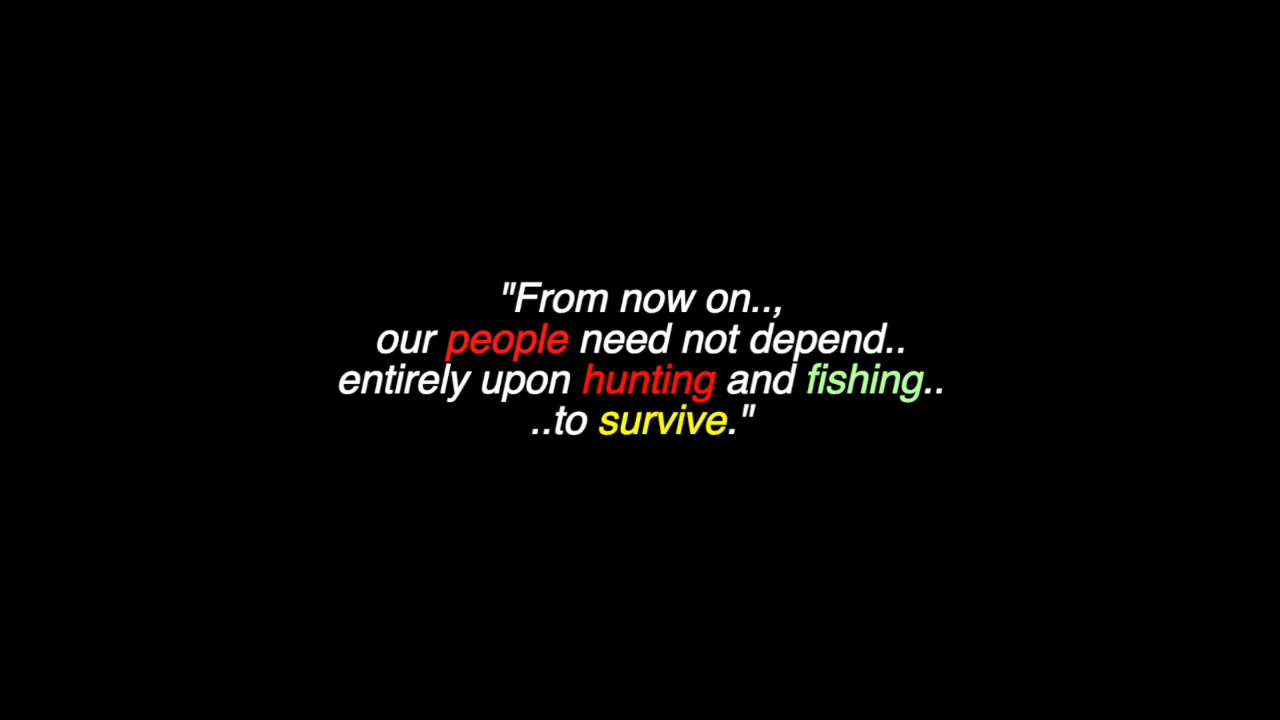 "From now on..,
our people need not depend..
entirely upon hunting and fishing..
..to survive."